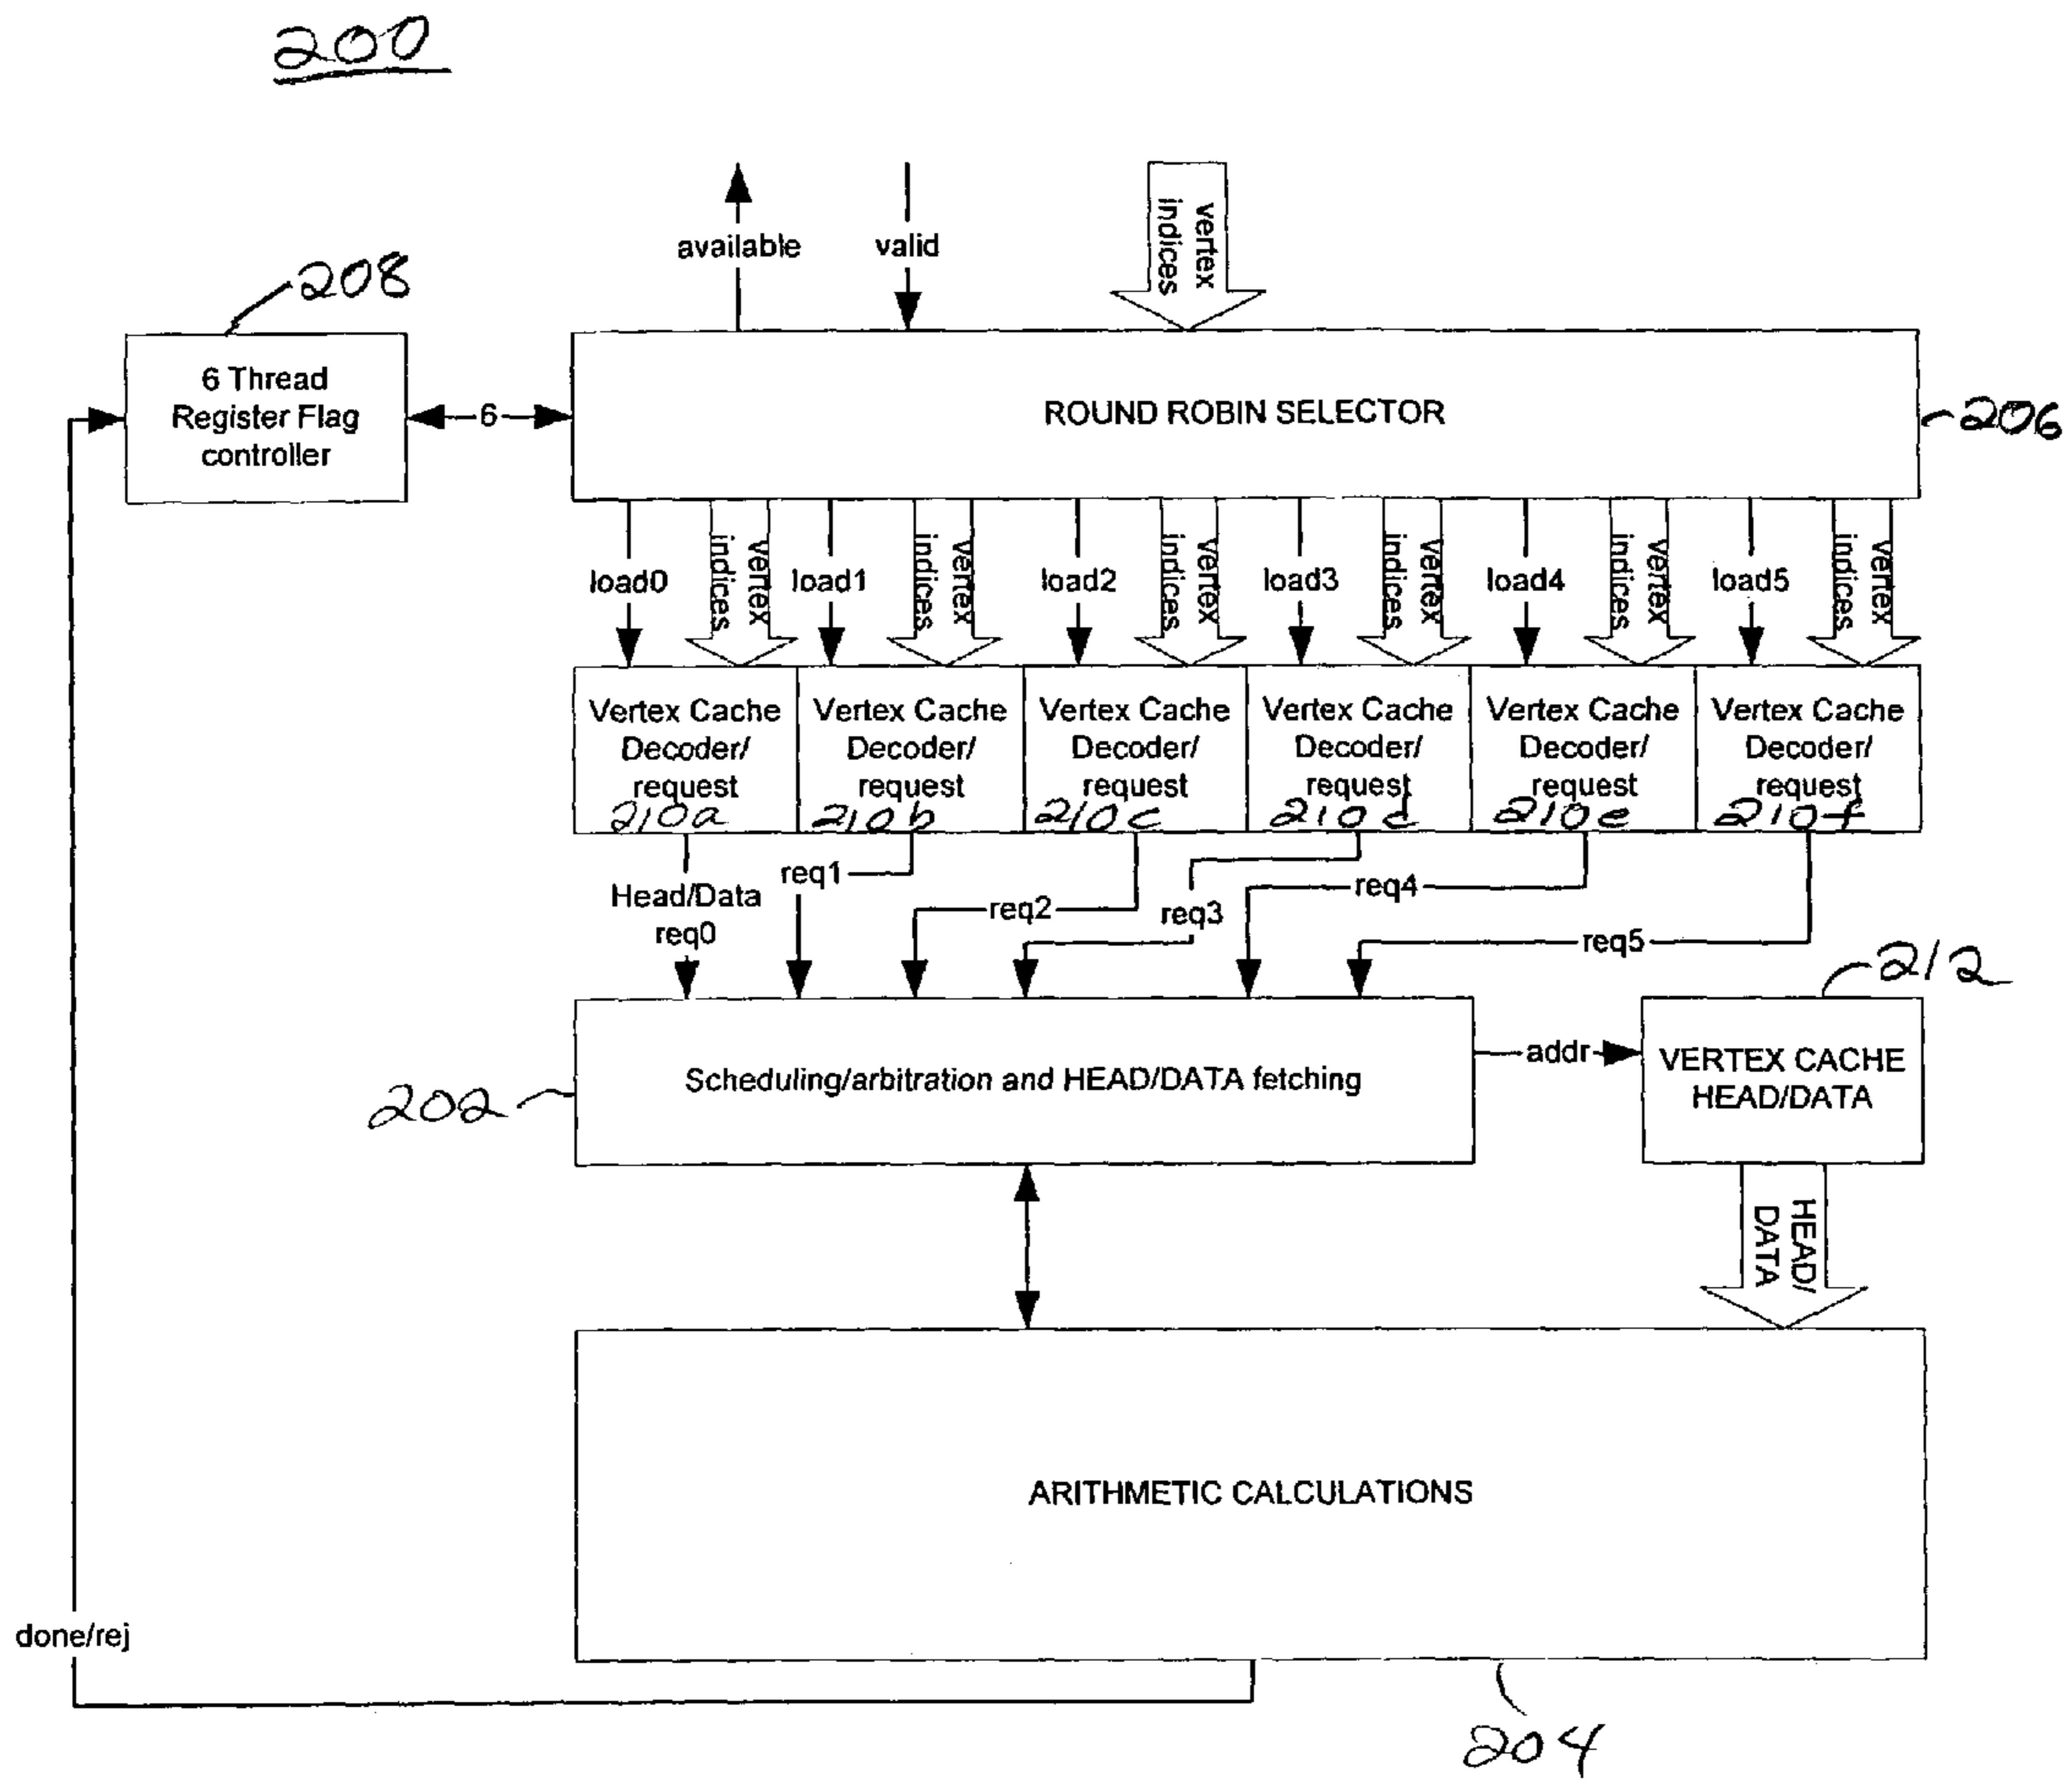 200
available
valid
vertex
indices
208
6 Thread
Register Flag
controller
6
ROUND ROBIN SELECTOR
206
load0
vertex
indices
load1
vertex
indices
load2
vertex
indices
load3
vertex
indices
load4
vertex
indices
load5
vertex
indices
Vertex Cache
Decoder/
request
210a
Vertex Cache
Decoder/
request
210b
Vertex Cache
Decoder/
request
210c
Vertex Cache
Decoder/
request
210d
Vertex Cache
Decoder/
request
210e
Vertex Cache
Decoder/
request
210f
Head/Data
req0
req1
req2
req3
req4
req5
212
Scheduling/arbitration and HEAD/DATA fetching
202
addr
VERTEX CACHE
HEAD/DATA
HEAD/
DATA
ARITHMETIC CALCULATIONS
done/rej
204